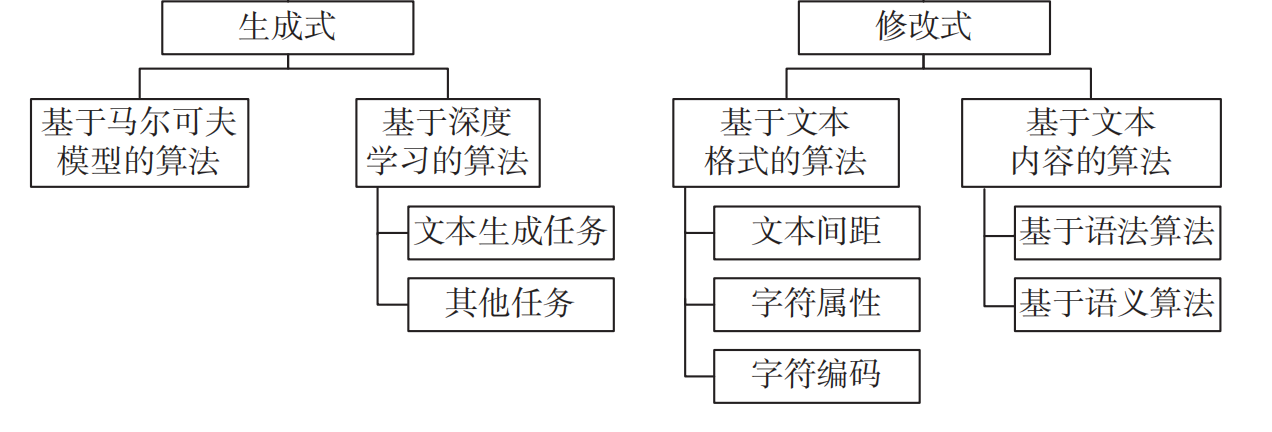 生成式
修改式
基于马尔可夫
模型的算法
基于深度
学习的算法
基于文本
格式的算法
基于文本
内容的算法
文本生成任务
其他任务
文本间距
字符属性
字符编码
基于语法算法
基于语义算法